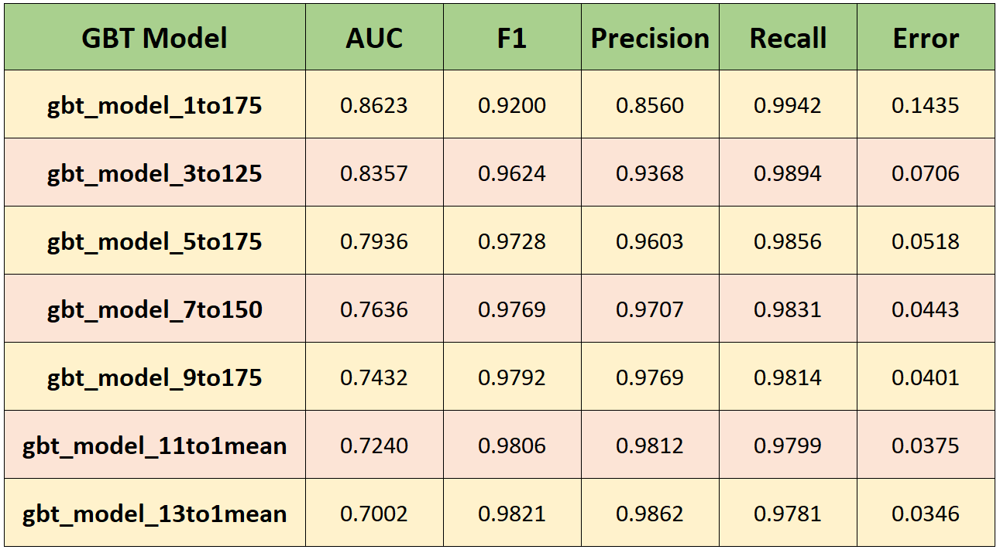 GBT Model AUC F1 Precision Recall Error
gbt_model_1to175 0.8623 0.9200 0.8560 0.9942 0.1435
gbt_model_3to125 0.8357 0.9624 0.9368 0.9894 0.0706
gbt_model_5to175 0.7936 0.9728 0.9603 0.9856 0.0518
gbt_model_7to150 0.7636 0.9769 0.9707 0.9831 0.0443
gbt_model_9to175 0.7432 0.9792 0.9769 0.9814 0.0401
gbt_model_11to1mean 0.7240 0.9806 0.9812 0.9799 0.0375
gbt_model_13to1mean 0.7002 0.9821 0.9862 0.9781 0.0346